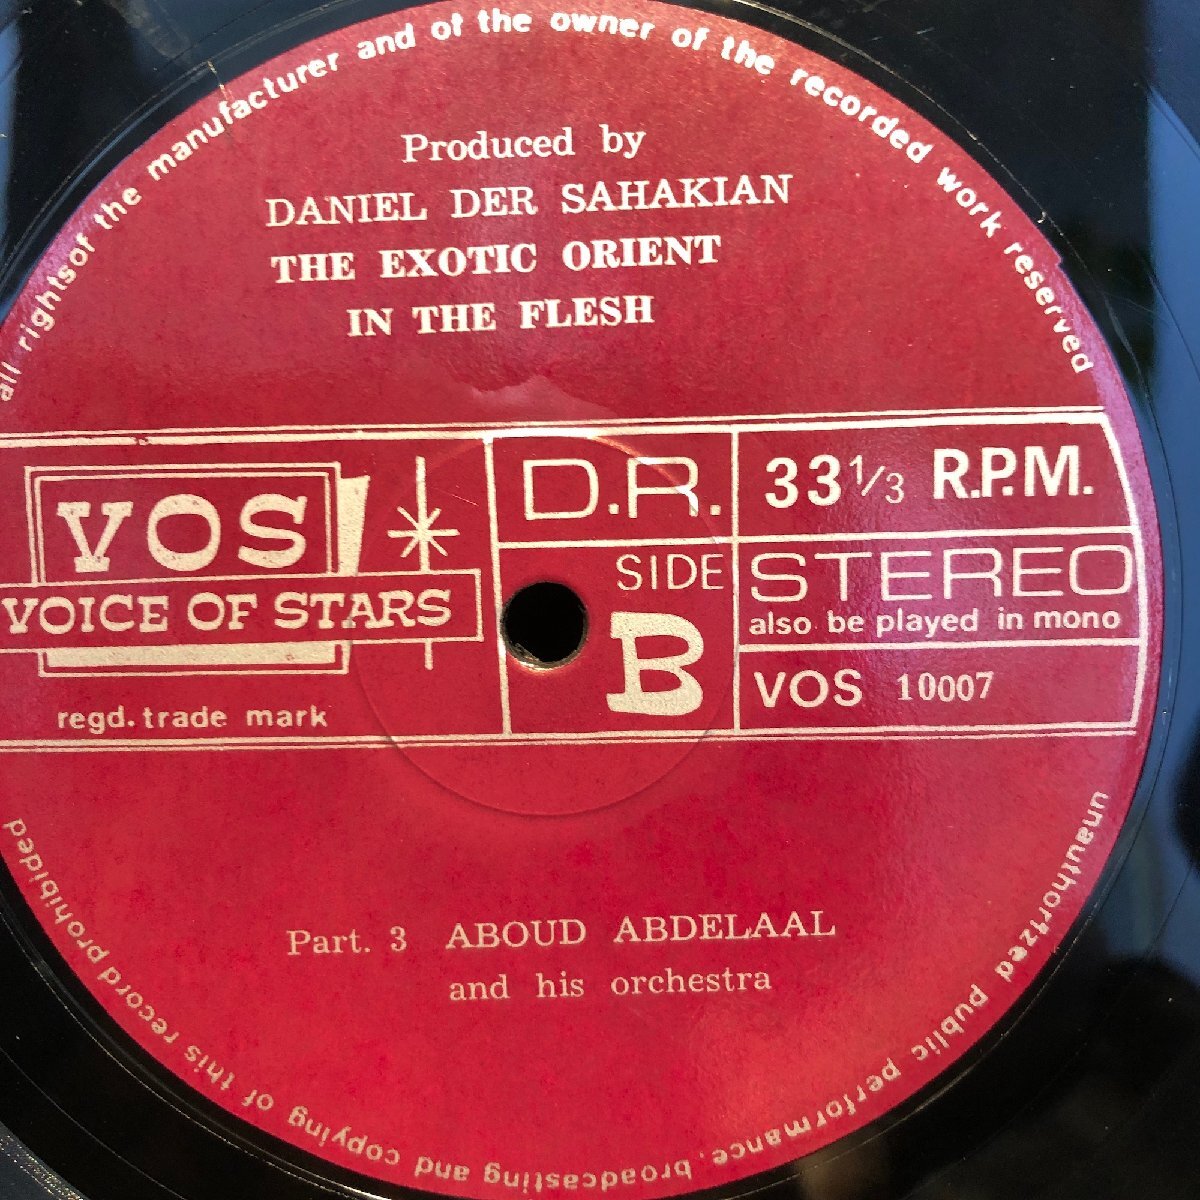 all rightsof the manufacturer and of the owner of the recorded work reserved
Produced by
DANIEL DER SAHAKIAN
THE EXOTIC ORIENT
IN THE FLESH
VOS
VOICE OF STARS
regd. trade mark
D.R.
SIDE
B
33 1/3 R.P.M.
STEREO
also be played in mono
VOS 10007
Part. 3 ABOUD ABDELAAL
and his orchestra
unauthorized public performance. broadcasting and copying of this record prohibided